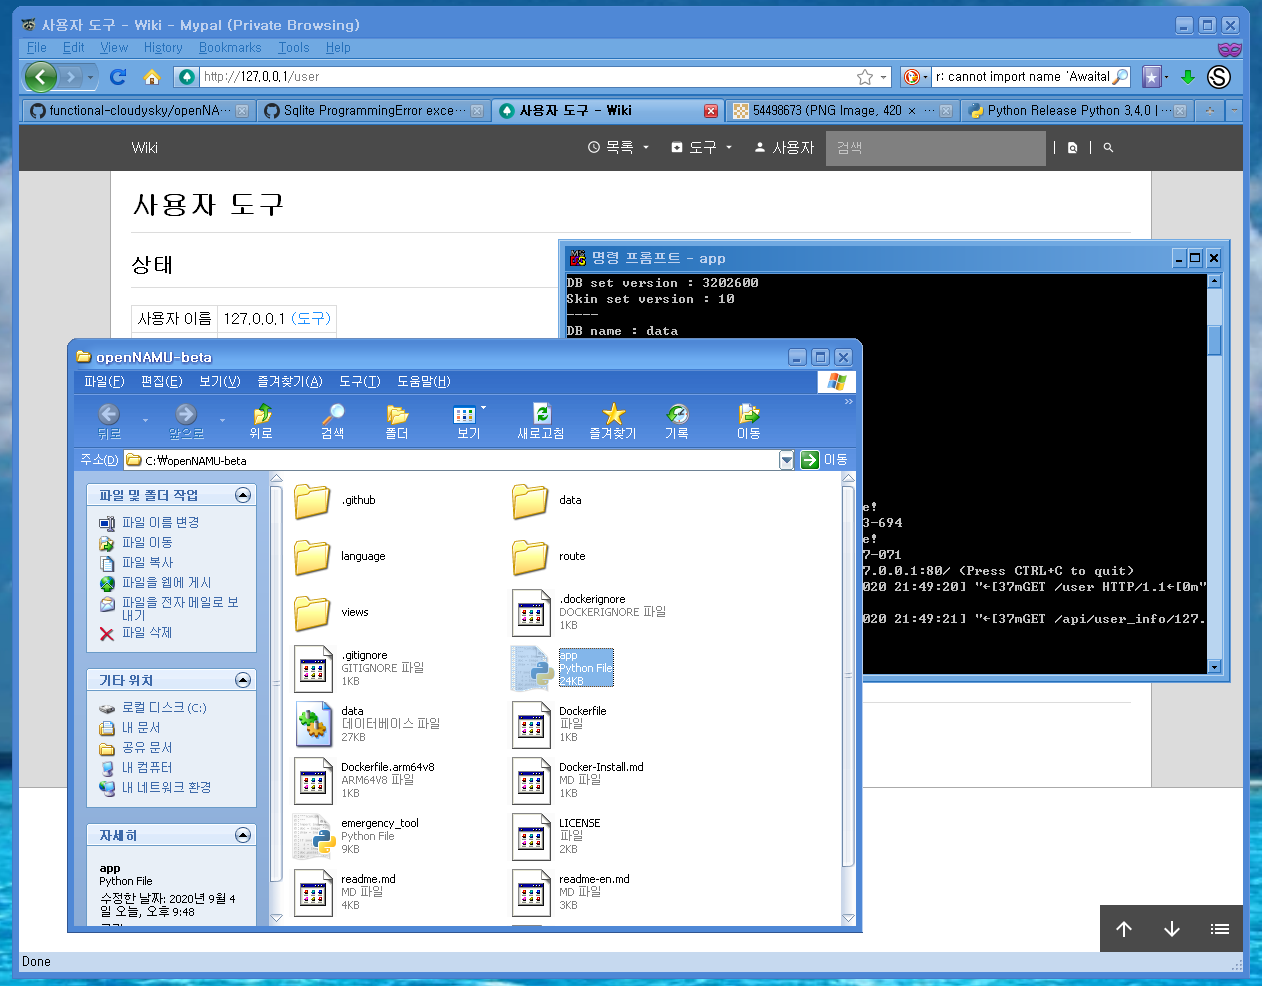 사용자 도구 - Wiki - Mypal (Private Browsing)
File Edit View History Bookmarks Tools Help
http://127.0.0.1/user
r: cannot import name 'Awaital
functional-cloudysky/openNA···
Sqlite ProgrammingError exce···
사용자 도구 - Wiki
54498673 (PNG Image, 420 × ···
Python Release Python 3.4.0 | ···
Wiki
목록 도구 사용자 검색
사용자 도구
상태
사용자 이름 127.0.0.1 (도구)
명령 프롬프트 - app
DB set version : 3202600
Skin set version : 10
----
DB name : data
e!
3-694
e!
7-071
7.0.0.1:80/ (Press CTRL+C to quit)
020 21:49:20] "←[37mGET /user HTTP/1.1←[0m"
020 21:49:21] "←[37mGET /api/user_info/127.
openNAMU-beta
파일(F) 편집(E) 보기(V) 즐겨찾기(A) 도구(T) 도움말(H)
뒤로 앞으로 위로 검색 폴더 보기 새로고침 즐겨찾기 기록 이동
주소(D) C:₩openNAMU-beta 이동
파일 및 폴더 작업
파일 이름 변경
파일 이동
파일 복사
파일을 웹에 게시
파일을 전자 메일로 보
내기
파일 삭제
기타 위치
로컬 디스크 (C:)
내 문서
공유 문서
내 컴퓨터
내 네트워크 환경
자세히
app
Python File
수정한 날짜: 2020년 9월 4
일 오늘, 오후 9:48
.github
data
language
route
views
.dockerignore
DOCKERIGNORE 파일
1KB
.gitignore
GITIGNORE 파일
1KB
app
Python File
24KB
data
데이터베이스 파일
27KB
Dockerfile
파일
1KB
Dockerfile.arm64v8
ARM64V8 파일
1KB
Docker-Install.md
MD 파일
1KB
emergency_tool
Python File
9KB
LICENSE
파일
2KB
readme.md
MD 파일
4KB
readme-en.md
MD 파일
3KB
Done